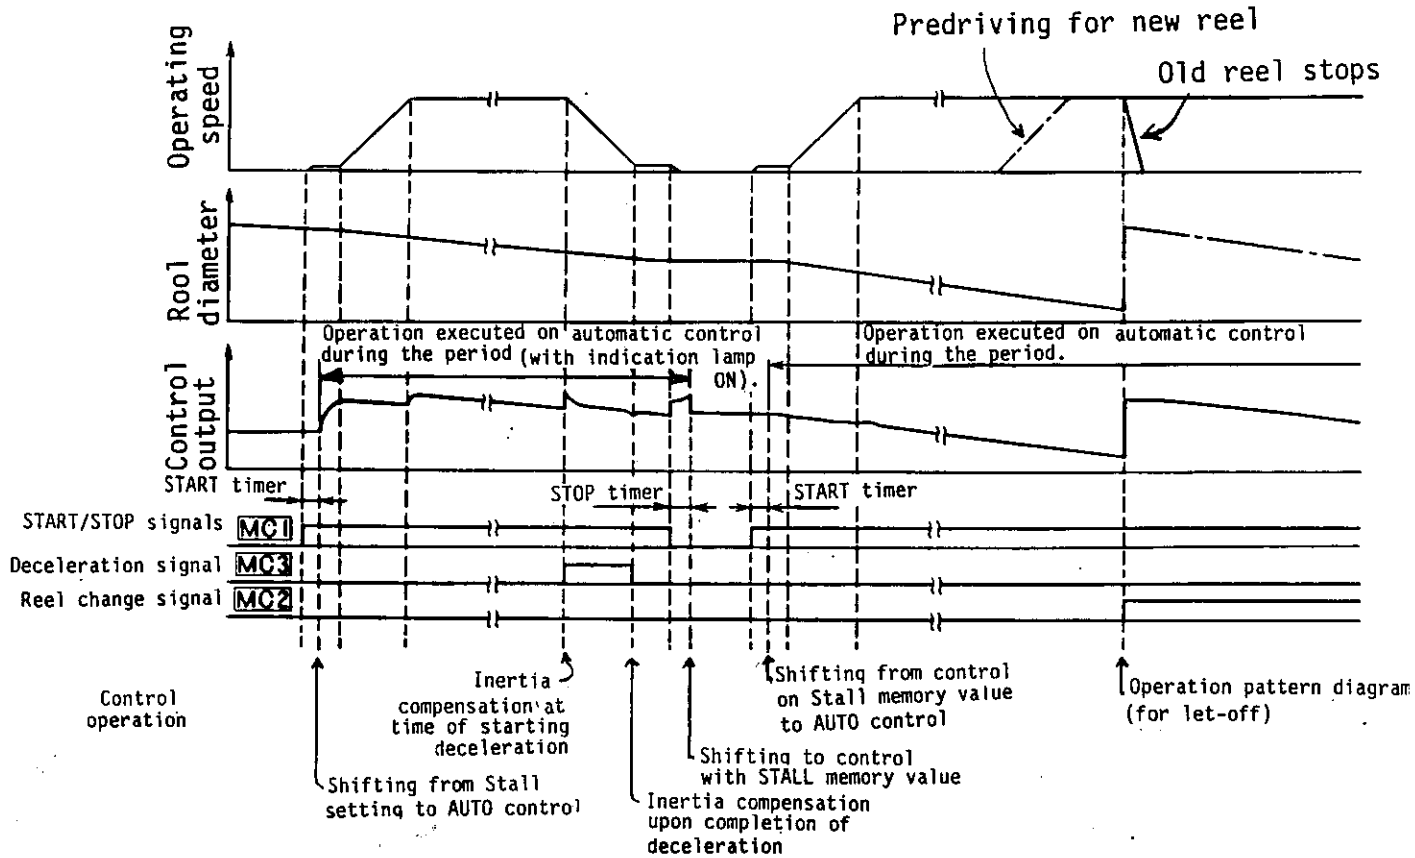 Predriving for new reel
Old reel stops
Operating
speed
Rool
diameter
Operation executed on automatic control
during the period (with indication lamp
ON).
Operation executed on automatic control
during the period.
Control
output
START timer
STOP timer
START timer
START/STOP signals MC1
Deceleration signal MC3
Reel change signal MC2
Control
operation
Inertia
compensation at
time of starting
deceleration
Shifting from control
on Stall memory value
to AUTO control
Operation pattern diagram
(for let-off)
Shifting from Stall
setting to AUTO control
Shifting to control
with STALL memory value
Inertia compensation
upon completion of
deceleration